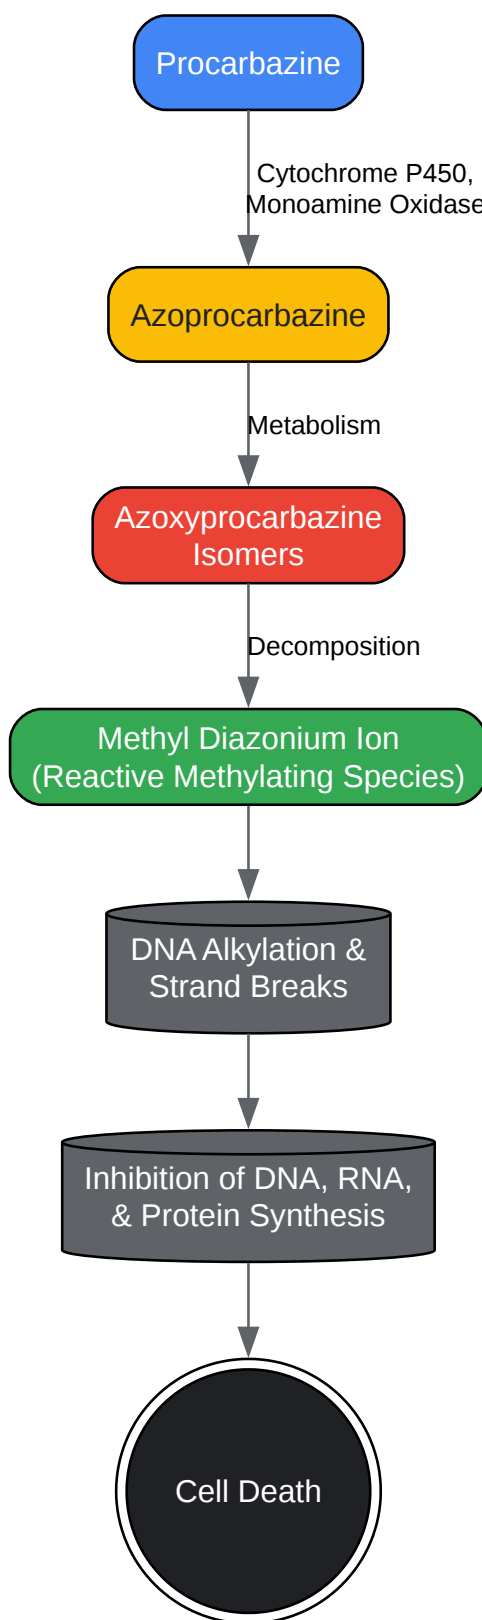 Procarbazine
Cytochrome P450,
Monoamine Oxidase
Azoprocarbazine
Metabolism
Azoxyprocarbazine
Isomers
Decomposition
Methyl Diazonium Ion
(Reactive Methylating Species)
DNA Alkylation &
Strand Breaks
Inhibition of DNA, RNA,
& Protein Synthesis
Cell Death